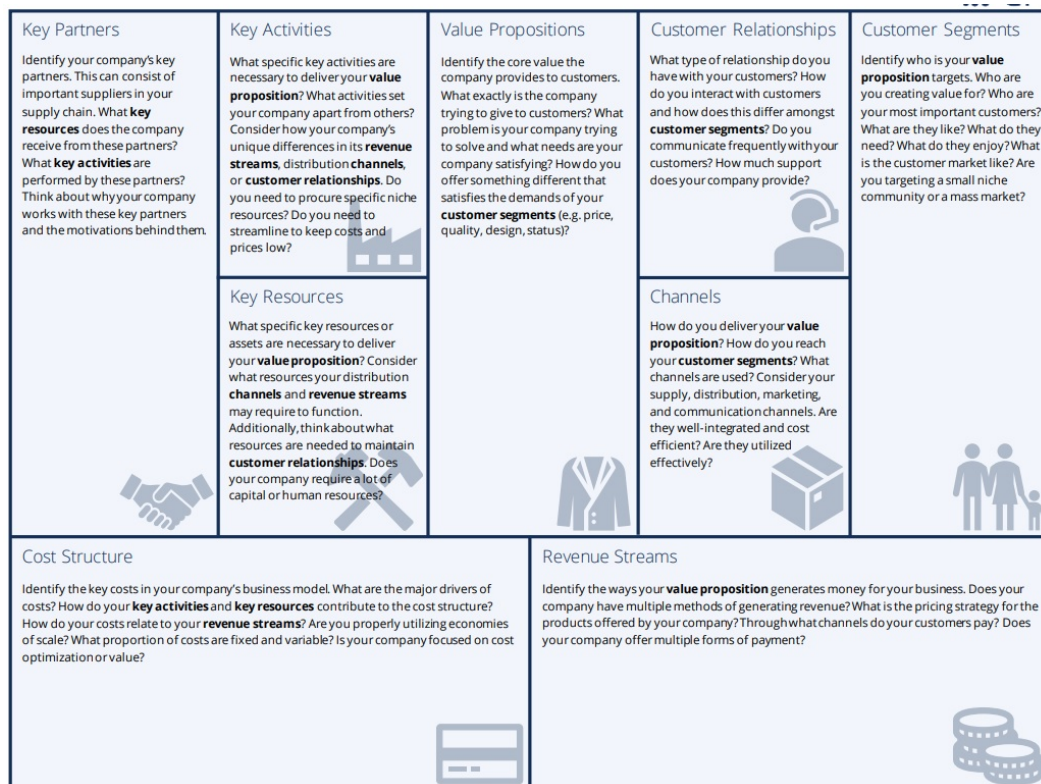 Key Partners
Identify your company's key
partners. This can consist of
important suppliers in your
supply chain. What key
resources does the company
receive from these partners?
What key activities are
performed by these partners?
Think about why your company
works with these key partners
and the motivations behind them.
Key Activities
What specific key activities are
necessary to deliver your value
proposition? What activities set
your company apart from others?
Consider how your company's
unique differences in its revenue
streams, distribution channels,
or customer relationships. Do
you need to procure specific niche
resources? Do you need to
streamline to keep costs and
prices low?
Key Resources
What specific key resources or
assets are necessary to deliver
your value proposition? Consider
what resources your distribution
channels and revenue streams
may require to function.
Additionally, think about what
resources are needed to maintain
customer relationships. Does
your company require a lot of
capital or human resources?
Value Propositions
Identify the core value the
company provides to customers.
What exactly is the company
trying to give to customers? What
problem is your company trying
to solve and what needs are your
company satisfying? How do you
offer something different that
satisfies the demands of your
customer segments (e.g. price,
quality, design, status)?
Customer Relationships
What type of relationship do you
have with your customers? How
do you interact with customers
and how does this differ amongst
customer segments? Do you
communicate frequently with your
customers? How much support
does your company provide?
Channels
How do you deliver your value
proposition? How do you reach
your customer segments? What
channels are used? Consider your
supply, distribution, marketing,
and communication channels. Are
they well-integrated and cost
efficient? Are they utilized
effectively?
Customer Segments
Identify who is your value
proposition targets. Who are
you creating value for? Who are
your most important customers?
What are they like? What do they
need? What do they enjoy? What
is the customer market like? Are
you targeting a small niche
community or a mass market?
Cost Structure
Identify the key costs in your company's business model. What are the major drivers of
costs? How do your key activities and key resources contribute to the cost structure?
How do your costs relate to your revenue streams? Are you properly utilizing economies
of scale? What proportion of costs are fixed and variable? Is your company focused on cost
optimization or value?
Revenue Streams
Identify the ways your value proposition generates money for your business. Does your
company have multiple methods of generating revenue? What is the pricing strategy for the
products offered by your company? Through what channels do your customers pay? Does
your company offer multiple forms of payment?